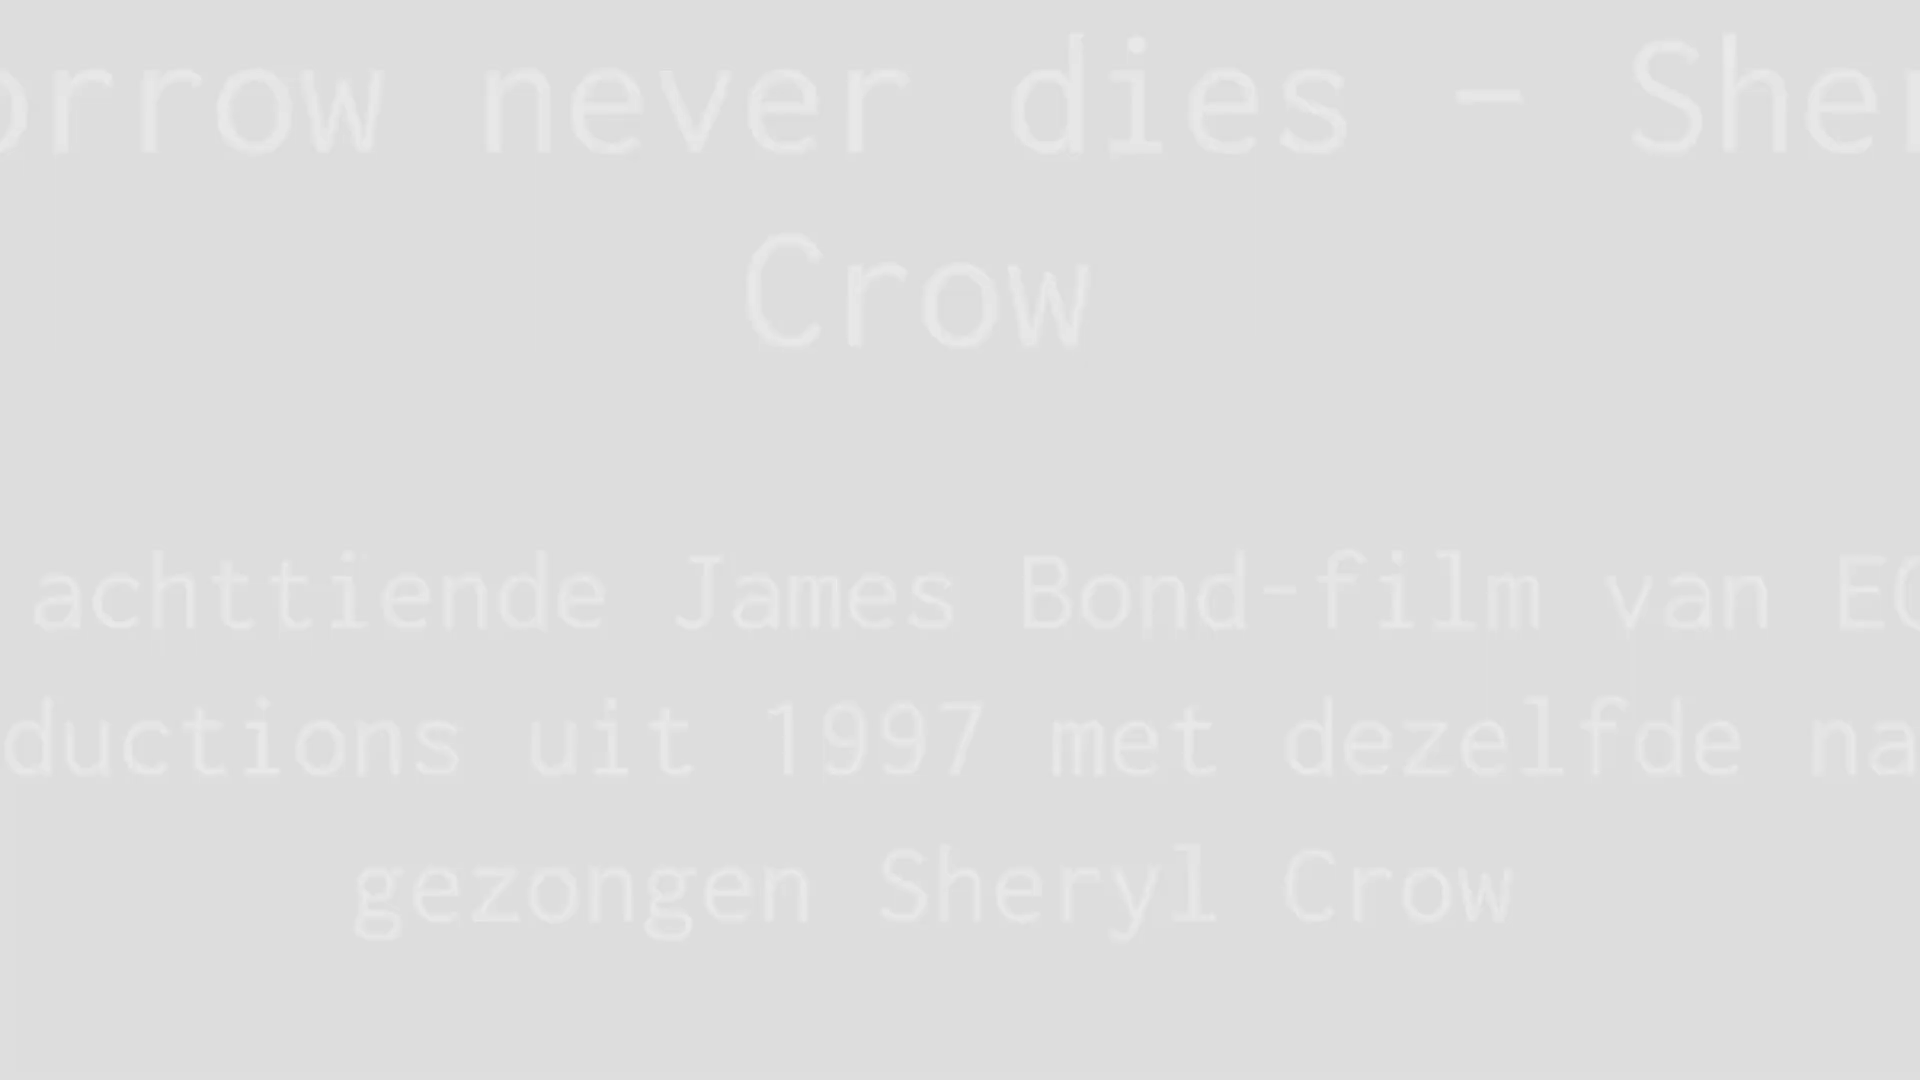 orrow never dies - Sher
Crow
achttiende James Bond-film van EO
ductions uit 1997 met dezelfde na
gezongen Sheryl Crow